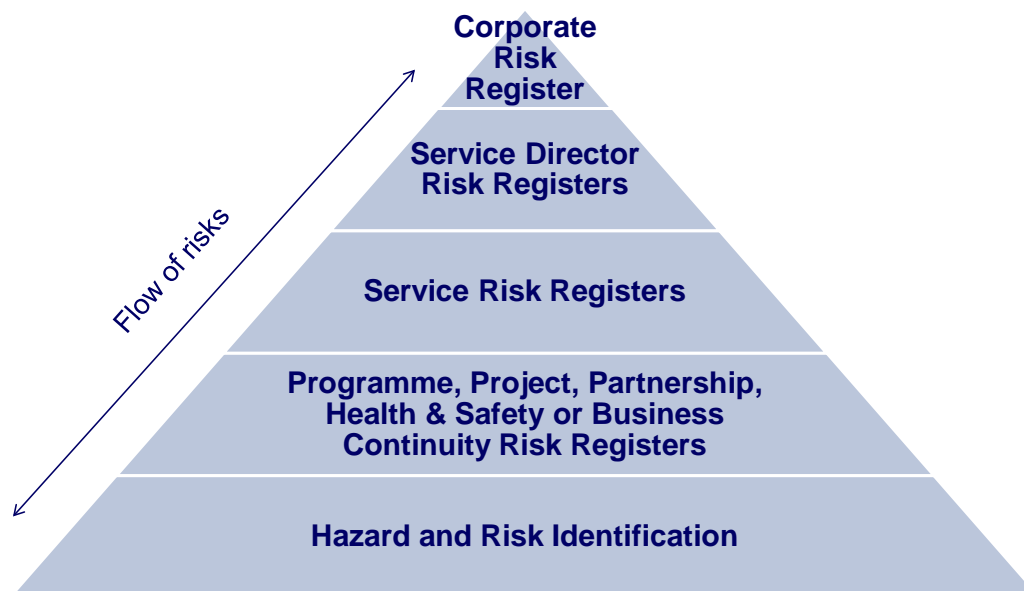 Corporate
Risk
Register
Service Director
Risk Registers
Flow of risks
Service Risk Registers
Programme, Project, Partnership,
Health & Safety or Business
Continuity Risk Registers
Hazard and Risk Identification